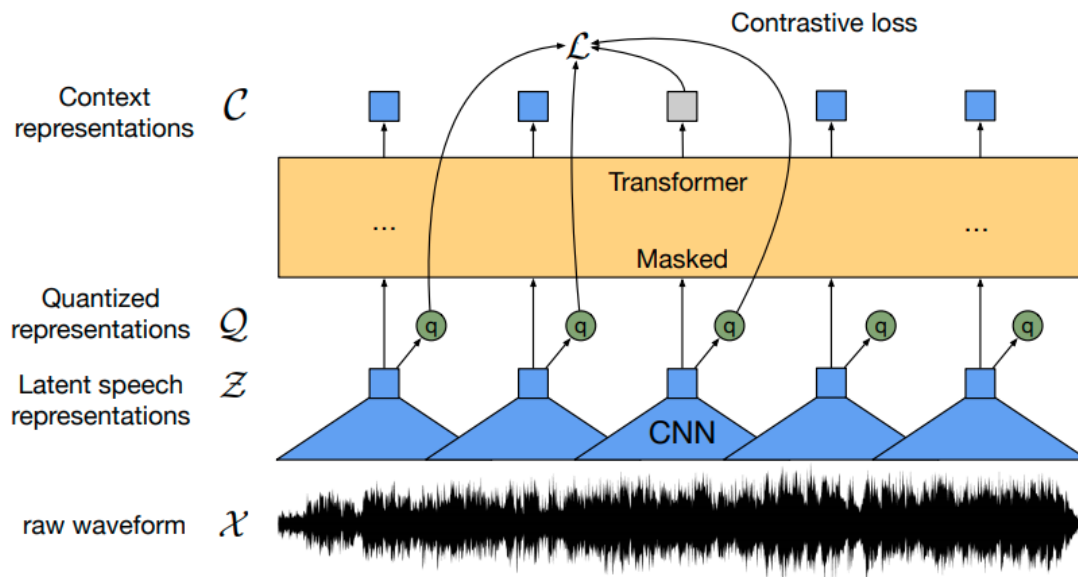 Contrastive loss
ℒ
Context
representations
𝒞
Transformer
...
...
Masked
Quantized
representations
𝒬
q
q
q
q
q
Latent speech
representations
𝒵
CNN
raw waveform
𝒳